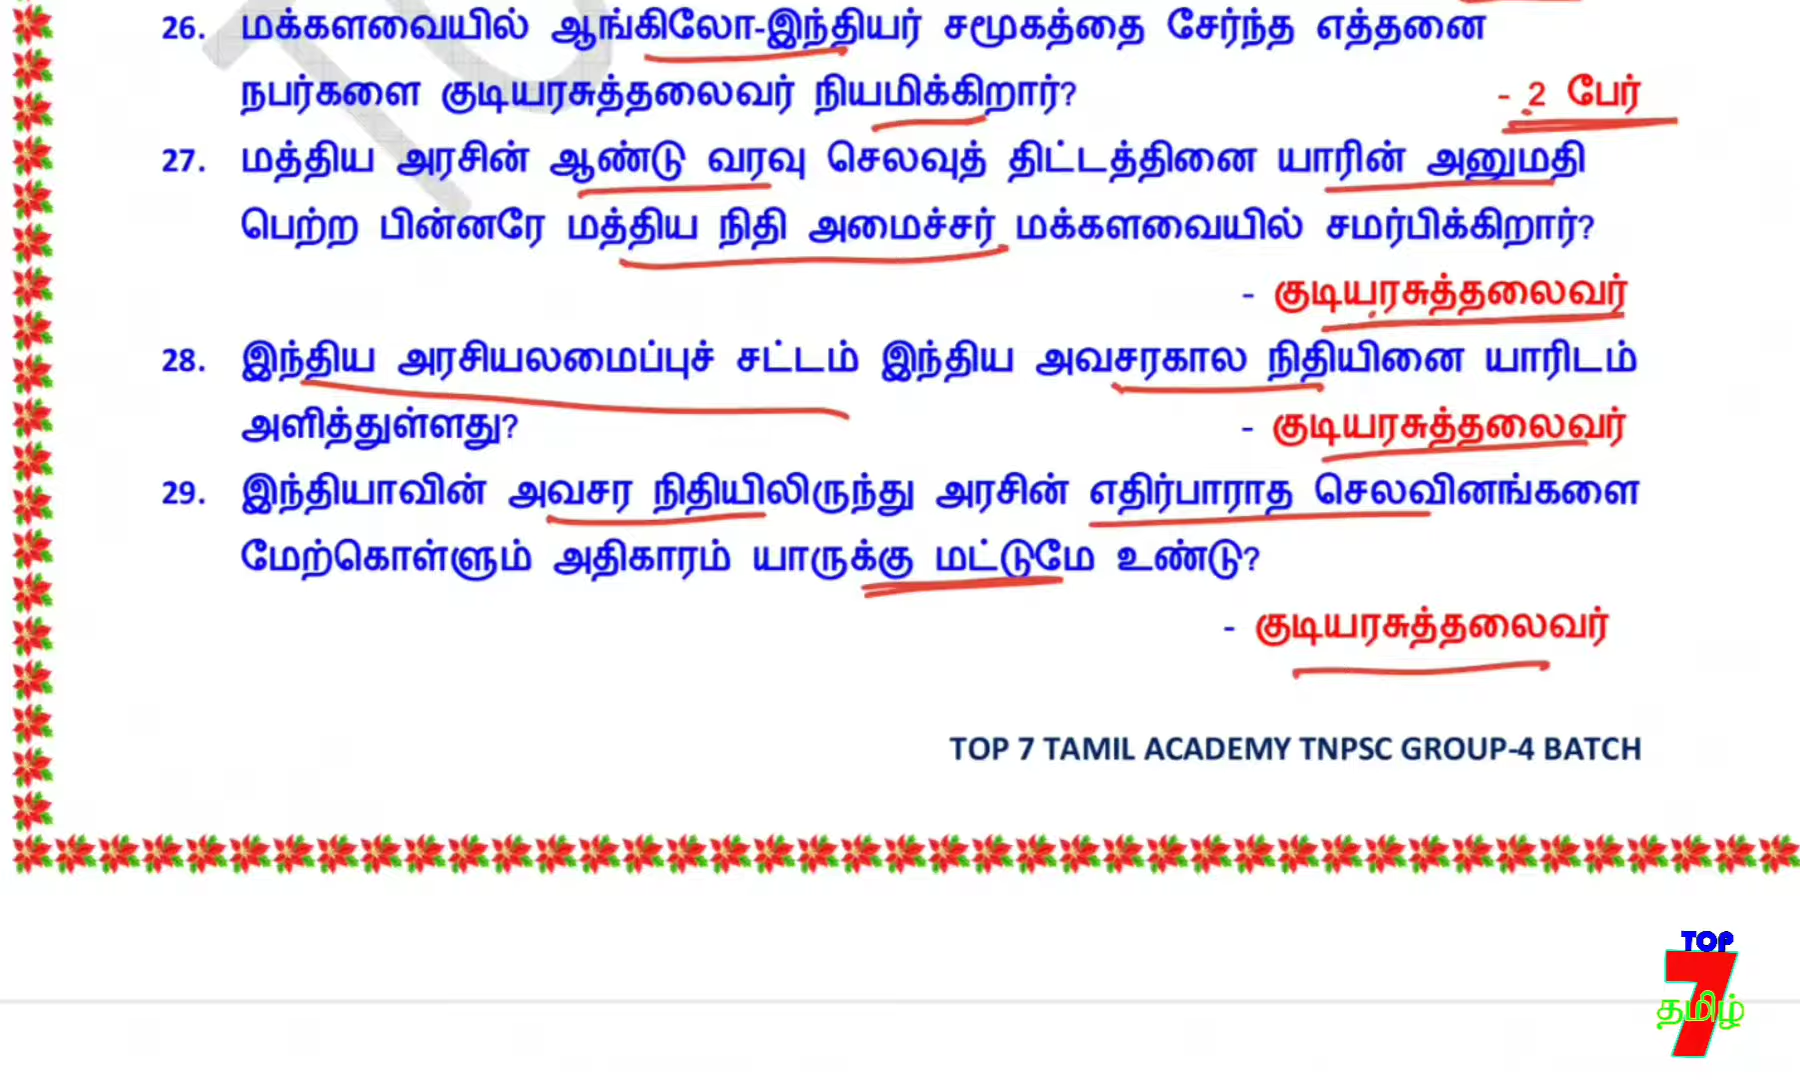 26. மக்களவையில் ஆங்கிலோ-இந்தியர் சமூகத்தை சேர்ந்த எத்தனை
நபர்களை குடியரசுத்தலைவர் நியமிக்கிறார்? - 2 பேர்
27. மத்திய அரசின் ஆண்டு வரவு செலவுத் திட்டத்தினை யாரின் அனுமதி
பெற்ற பின்னரே மத்திய நிதி அமைச்சர் மக்களவையில் சமர்பிக்கிறார்?
- குடியரசுத்தலைவர்
28. இந்திய அரசியலமைப்புச் சட்டம் இந்திய அவசரகால நிதியினை யாரிடம்
அளித்துள்ளது? - குடியரசுத்தலைவர்
29. இந்தியாவின் அவசர நிதியிலிருந்து அரசின் எதிர்பாராத செலவினங்களை
மேற்கொள்ளும் அதிகாரம் யாருக்கு மட்டுமே உண்டு?
- குடியரசுத்தலைவர்
TOP 7 TAMIL ACADEMY TNPSC GROUP-4 BATCH
TOP
7
தமிழ்